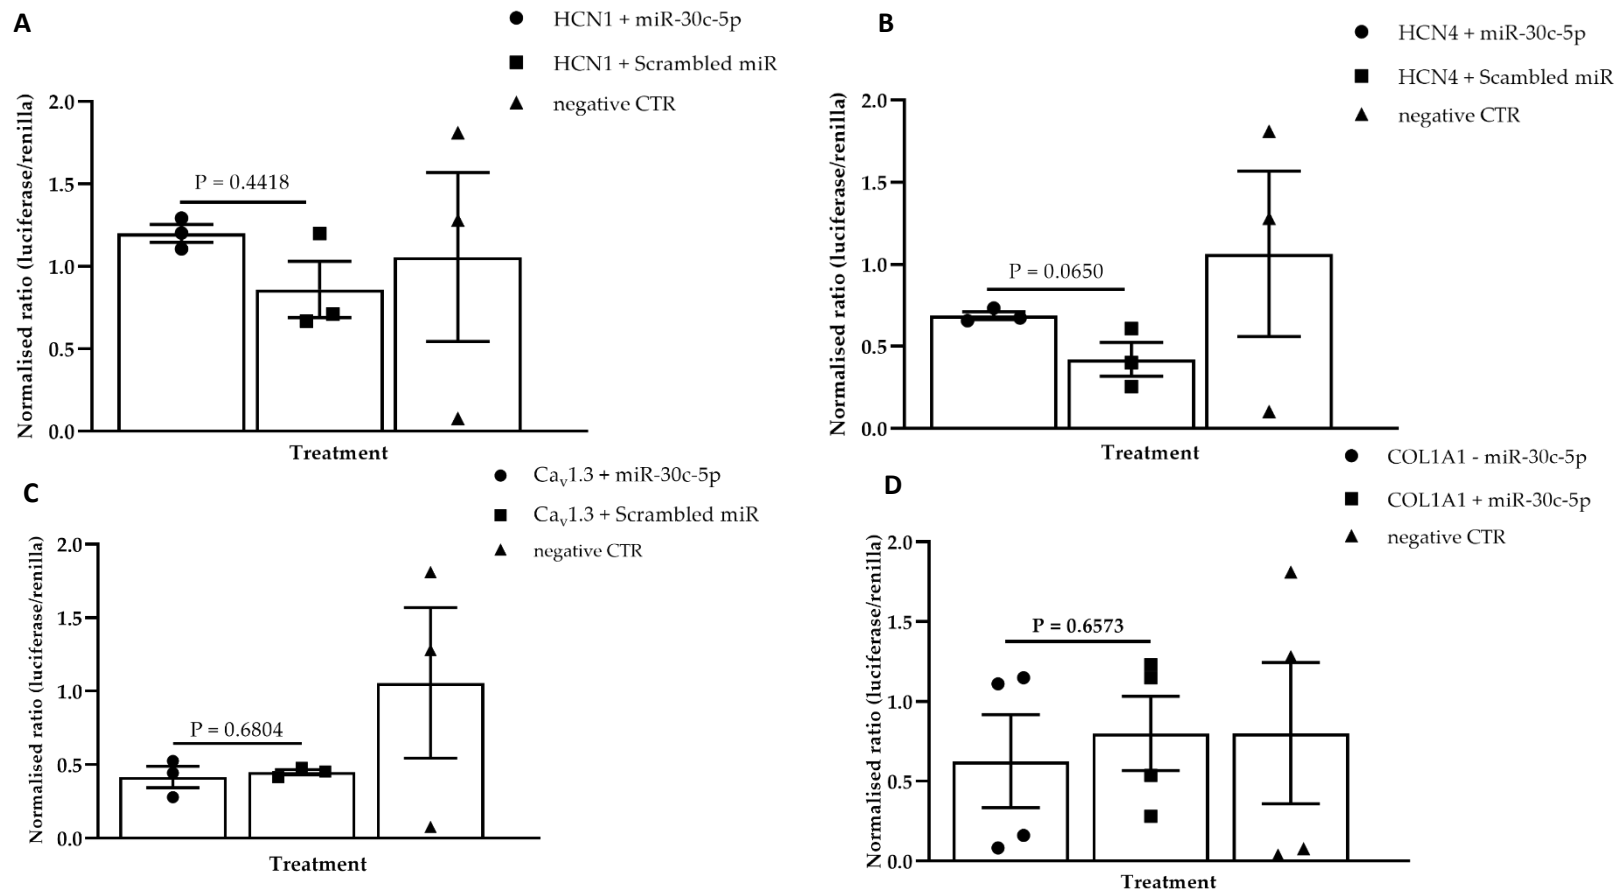 A
HCN1 + miR-30c-5p
HCN1 + Scrambled miR
negative CTR
Normalised ratio (luciferase/renilla)
2.0
1.5
1.0
0.5
0.0
P = 0.4418
Treatment
B
HCN4 + miR-30c-5p
HCN4 + Scambled miR
negative CTR
Normalised ratio (luciferase/renilla)
2.0
1.5
1.0
0.5
0.0
P = 0.0650
Treatment
C
Cav1.3 + miR-30c-5p
Cav1.3 + Scrambled miR
negative CTR
Normalised ratio (luciferase/renilla)
2.0
1.5
1.0
0.5
0.0
P = 0.6804
Treatment
D
COL1A1 - miR-30c-5p
COL1A1 + miR-30c-5p
negative CTR
Normalised ratio (luciferase/renilla)
2.0
1.5
1.0
0.5
0.0
P = 0.6573
Treatment